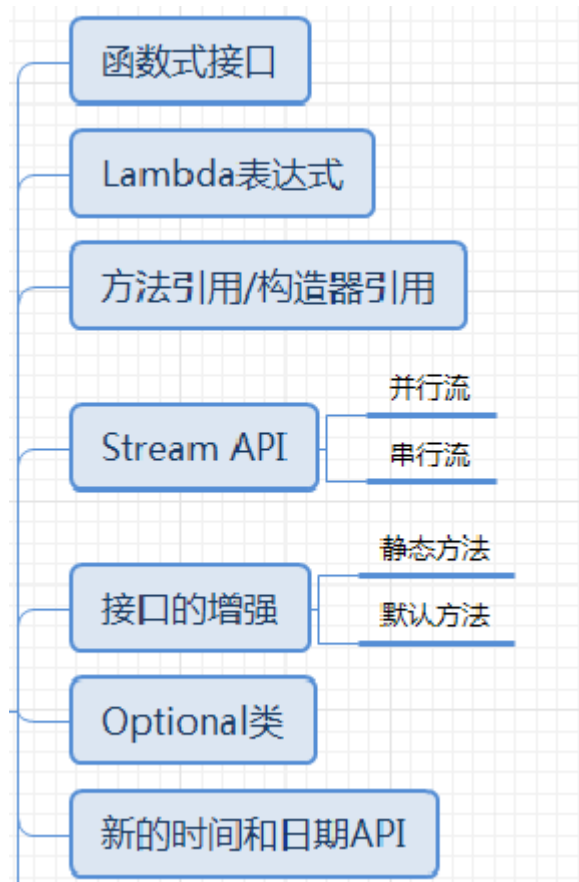 函数式接口
Lambda表达式
方法引用/构造器引用
Stream API
并行流
串行流
接口的增强
静态方法
默认方法
Optional类
新的时间和日期API